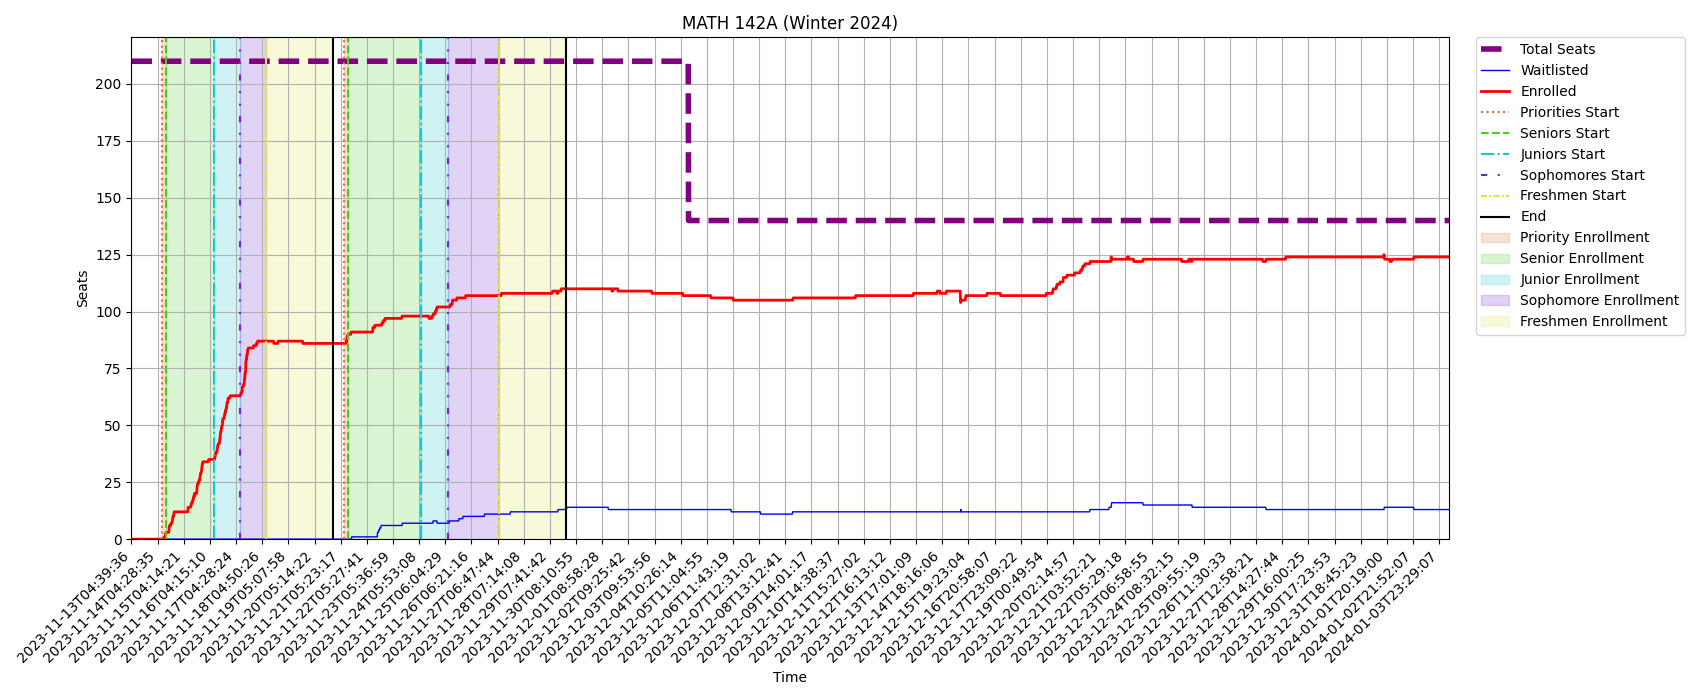 MATH 142A (Winter 2024)
Seats
200
175
150
125
100
75
50
25
0
2023-11-13T04:39:36
2023-11-14T04:28:35
2023-11-15T04:14:21
2023-11-16T04:15:10
2023-11-17T04:28:24
2023-11-18T04:50:26
2023-11-19T05:07:58
2023-11-20T05:14:22
2023-11-21T05:23:17
2023-11-22T05:27:41
2023-11-23T05:36:59
2023-11-24T05:53:08
2023-11-25T06:04:29
2023-11-26T06:21:16
2023-11-27T06:47:44
2023-11-28T07:14:08
2023-11-29T07:41:42
2023-11-30T08:10:55
2023-12-01T08:58:28
2023-12-02T09:25:42
2023-12-03T09:53:56
2023-12-04T10:26:14
2023-12-05T11:04:55
2023-12-06T11:43:19
2023-12-07T12:31:02
2023-12-08T13:12:41
2023-12-09T14:01:17
2023-12-10T14:38:37
2023-12-11T15:27:02
2023-12-12T16:13:12
2023-12-13T17:01:09
2023-12-14T18:16:06
2023-12-15T19:23:04
2023-12-16T20:58:07
2023-12-17T23:09:22
2023-12-19T00:49:54
2023-12-20T02:14:57
2023-12-21T03:52:21
2023-12-22T05:29:18
2023-12-23T06:58:55
2023-12-24T08:32:15
2023-12-25T09:55:19
2023-12-26T11:30:33
2023-12-27T12:58:21
2023-12-28T14:27:44
2023-12-29T16:00:25
2023-12-30T17:23:53
2023-12-31T18:45:23
2024-01-01T20:19:00
2024-01-02T21:52:07
2024-01-03T23:29:07
Time
Total Seats
Waitlisted
Enrolled
Priorities Start
Seniors Start
Juniors Start
Sophomores Start
Freshmen Start
End
Priority Enrollment
Senior Enrollment
Junior Enrollment
Sophomore Enrollment
Freshmen Enrollment